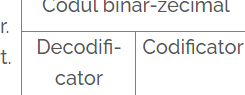 Codul binar-zecimal
r.
Decodifi- Codificator
t.
cator